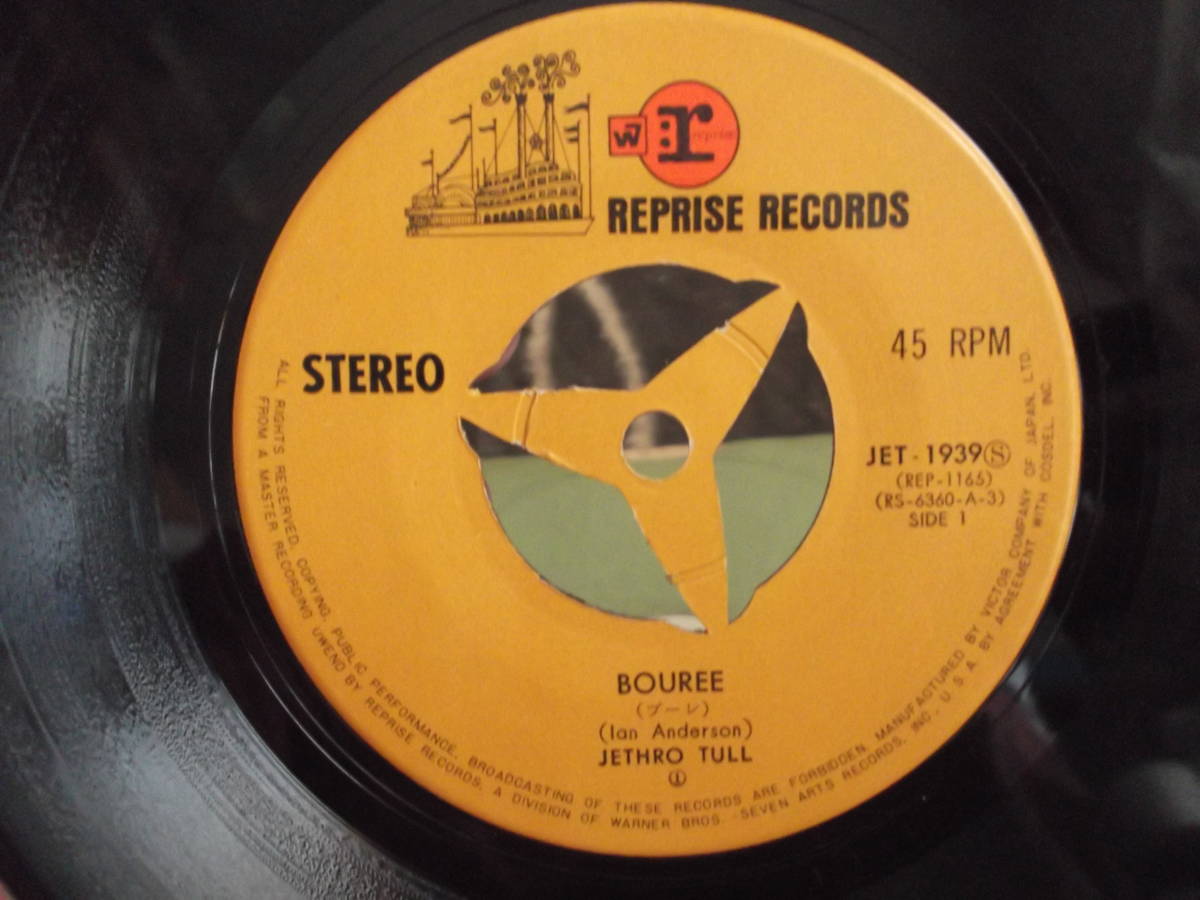 W7 r reprise
REPRISE RECORDS
STEREO
45 RPM
JET-1939Ⓢ
(REP-1165)
(RS-6360-A-3)
SIDE 1
BOUREE
(ブーレ)
(Ian Anderson)
JETHRO TULL
ALL RIGHTS RESERVED. COPYING, PUBLIC PERFORMANCE, BROADCASTING OF THESE RECORDS ARE FORBIDDEN. MANUFACTURED BY VICTOR COMPANY OF JAPAN, LTD.
FROM A MASTER RECORDING OWEND BY REPRISE RECORDS, A DIVISION OF WARNER BROS.-SEVEN ARTS RECORDS, INC., U.S.A. BY AGREEMENT WITH COSDEL, INC.